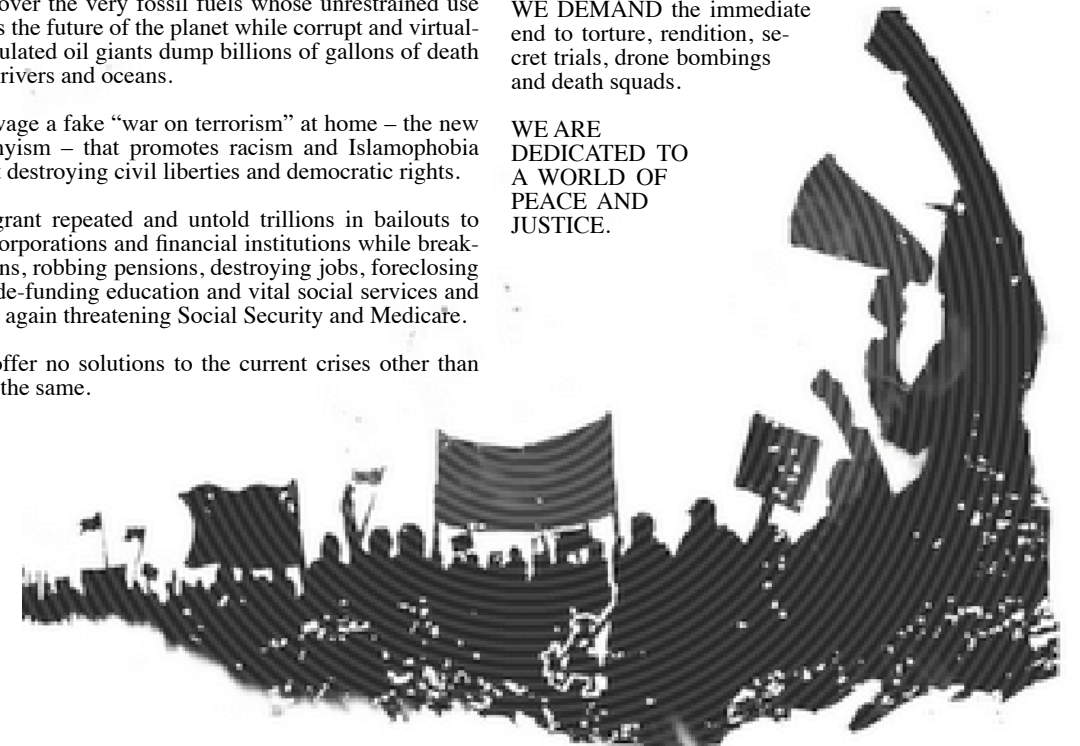 over the very fossil fuels whose unrestrained use
s the future of the planet while corrupt and virtual-
ulated oil giants dump billions of gallons of death
rivers and oceans.
wage a fake “war on terrorism” at home – the new
nyism – that promotes racism and Islamophobia
destroying civil liberties and democratic rights.
grant repeated and untold trillions in bailouts to
orporations and financial institutions while break-
ns, robbing pensions, destroying jobs, foreclosing
de-funding education and vital social services and
again threatening Social Security and Medicare.
offer no solutions to the current crises other than
the same.
WE DEMAND the immediate
end to torture, rendition, se-
cret trials, drone bombings
and death squads.
WE ARE
DEDICATED TO
A WORLD OF
PEACE AND
JUSTICE.